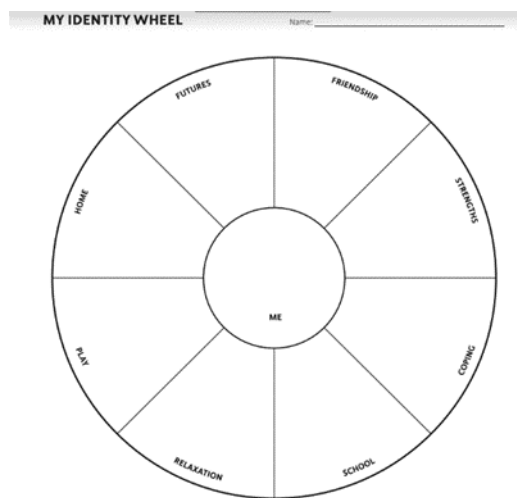 MY IDENTITY WHEEL
Name:
FUTURES
FRIENDSHIP
HOME
STRENGTHS
ME
PLAY
COPING
RELAXATION
SCHOOL